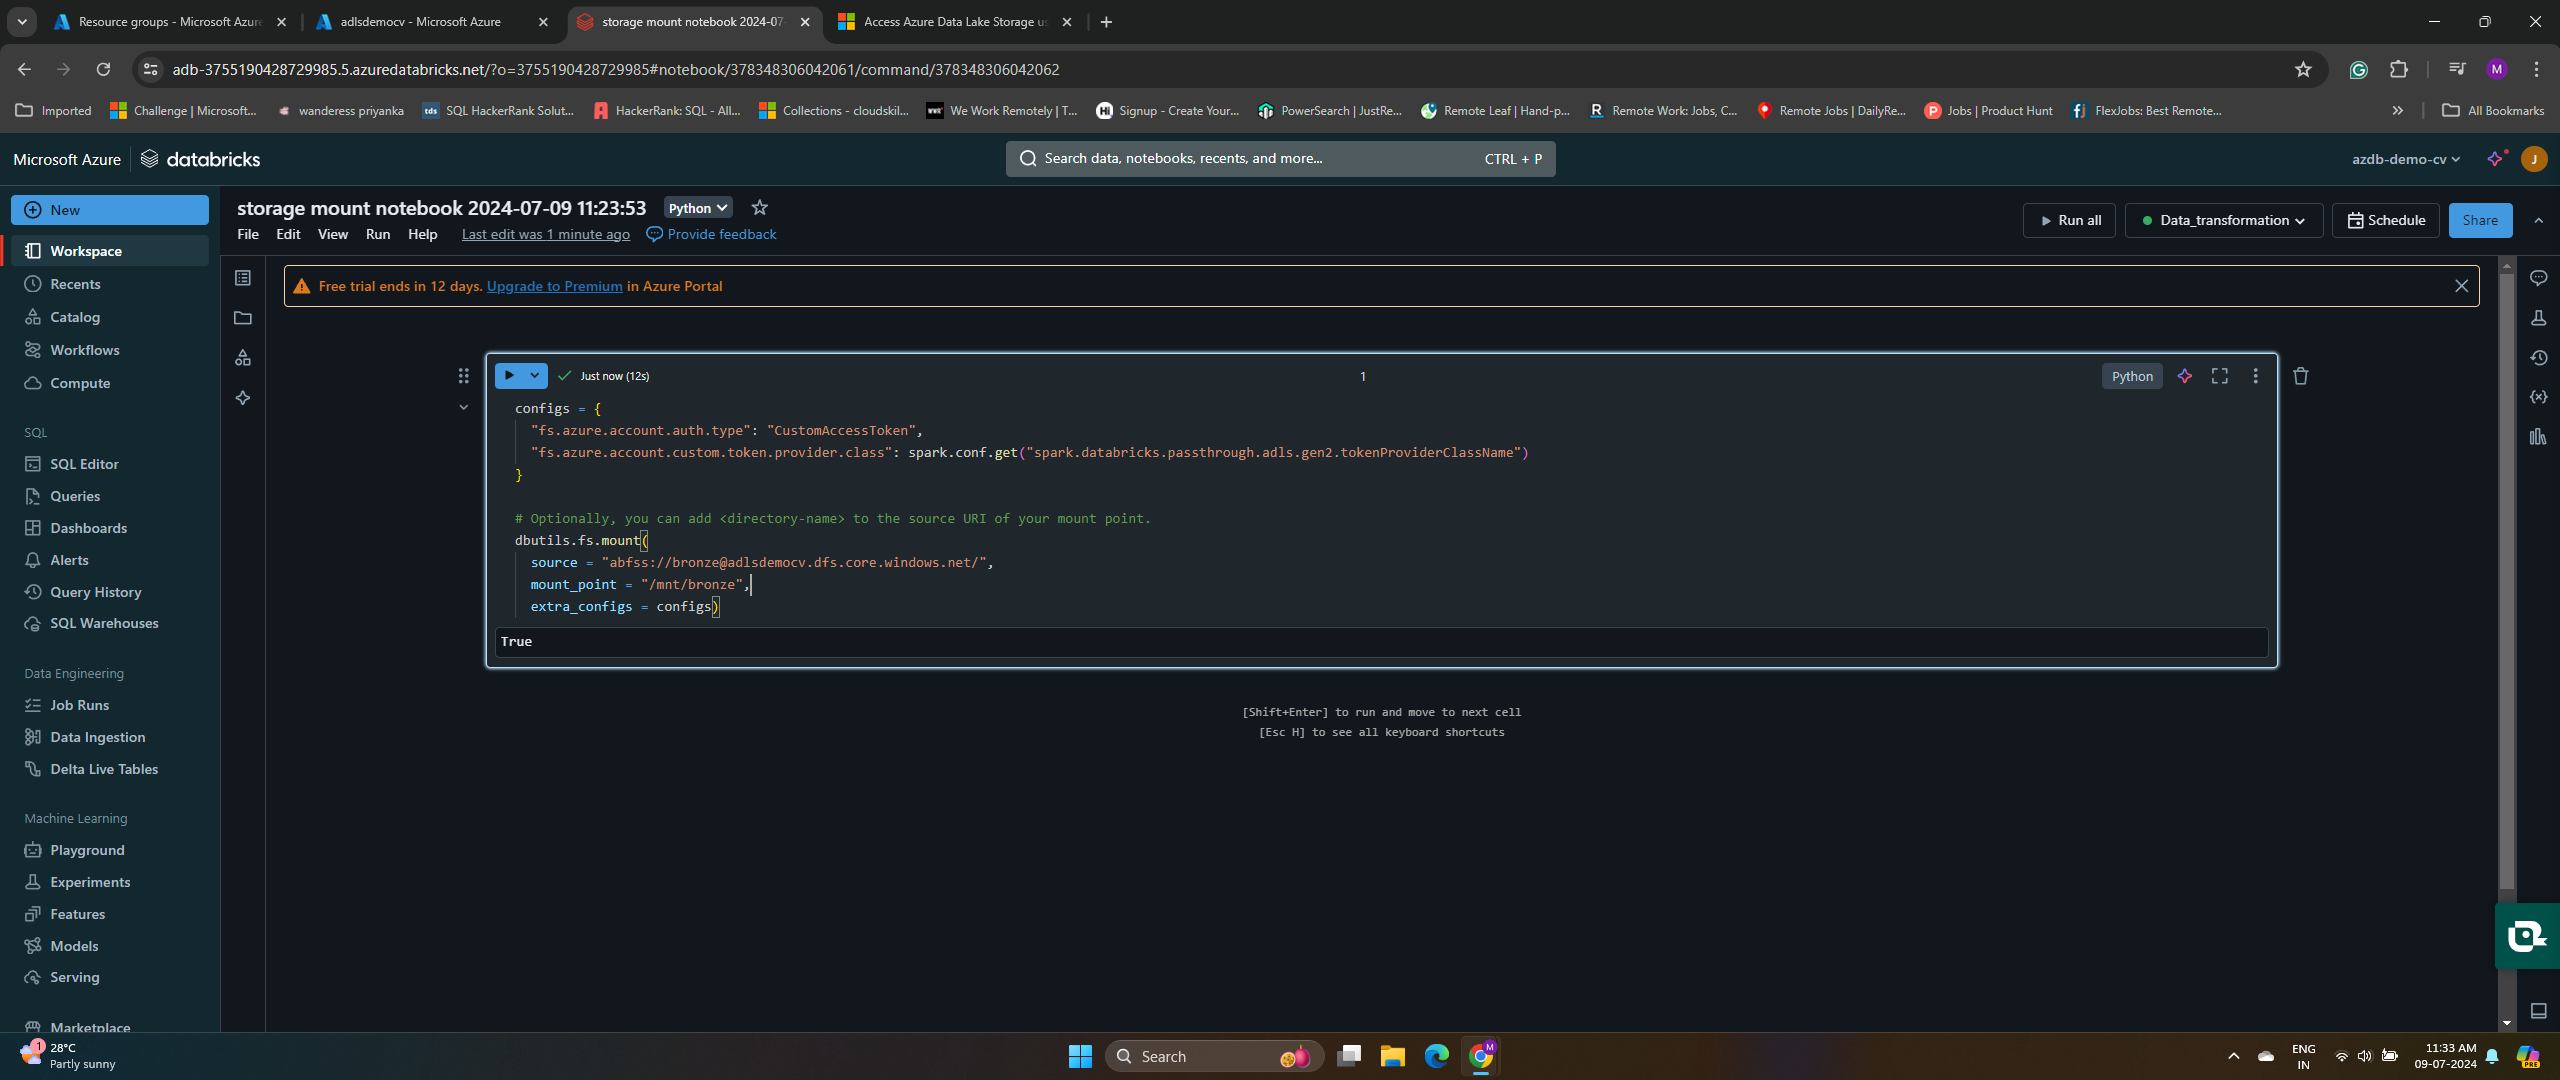 Resource groups - Microsoft Azure
adlsdemocv - Microsoft Azure
storage mount notebook 2024-07-
Access Azure Data Lake Storage us
adb-3755190428729985.5.azuredatabricks.net/?o=3755190428729985#notebook/378348306042061/command/378348306042062
M
Imported
Challenge | Microsoft...
wanderess priyanka
tds
SQL HackerRank Solut...
HackerRank: SQL - All...
Collections - cloudskil...
We Work Remotely | T...
Signup - Create Your...
PowerSearch | JustRe...
Remote Leaf | Hand-p...
R
Remote Work: Jobs, C...
Remote Jobs | DailyRe...
P
Jobs | Product Hunt
fj
FlexJobs: Best Remote...
All Bookmarks
Microsoft Azure
databricks
Search data, notebooks, recents, and more...
CTRL + P
azdb-demo-cv
J
New
Workspace
Recents
Catalog
Workflows
Compute
SQL
SQL Editor
Queries
Dashboards
Alerts
Query History
SQL Warehouses
Data Engineering
Job Runs
Data Ingestion
Delta Live Tables
Machine Learning
Playground
Experiments
Features
Models
Serving
Marketplace
storage mount notebook 2024-07-09 11:23:53
Python
File
Edit
View
Run
Help
Last edit was 1 minute ago
Provide feedback
Run all
Data_transformation
Schedule
Share
Free trial ends in 12 days. Upgrade to Premium in Azure Portal
Just now (12s)
1
Python
configs = {
"fs.azure.account.auth.type": "CustomAccessToken",
"fs.azure.account.custom.token.provider.class": spark.conf.get("spark.databricks.passthrough.adls.gen2.tokenProviderClassName")
}
# Optionally, you can add <directory-name> to the source URI of your mount point.
dbutils.fs.mount(
source = "abfss://bronze@adlsdemocv.dfs.core.windows.net/",
mount_point = "/mnt/bronze",
extra_configs = configs)
True
[Shift+Enter] to run and move to next cell
[Esc H] to see all keyboard shortcuts
1
28°C
Partly sunny
Search
M
ENG
IN
11:33 AM
09-07-2024
PRE